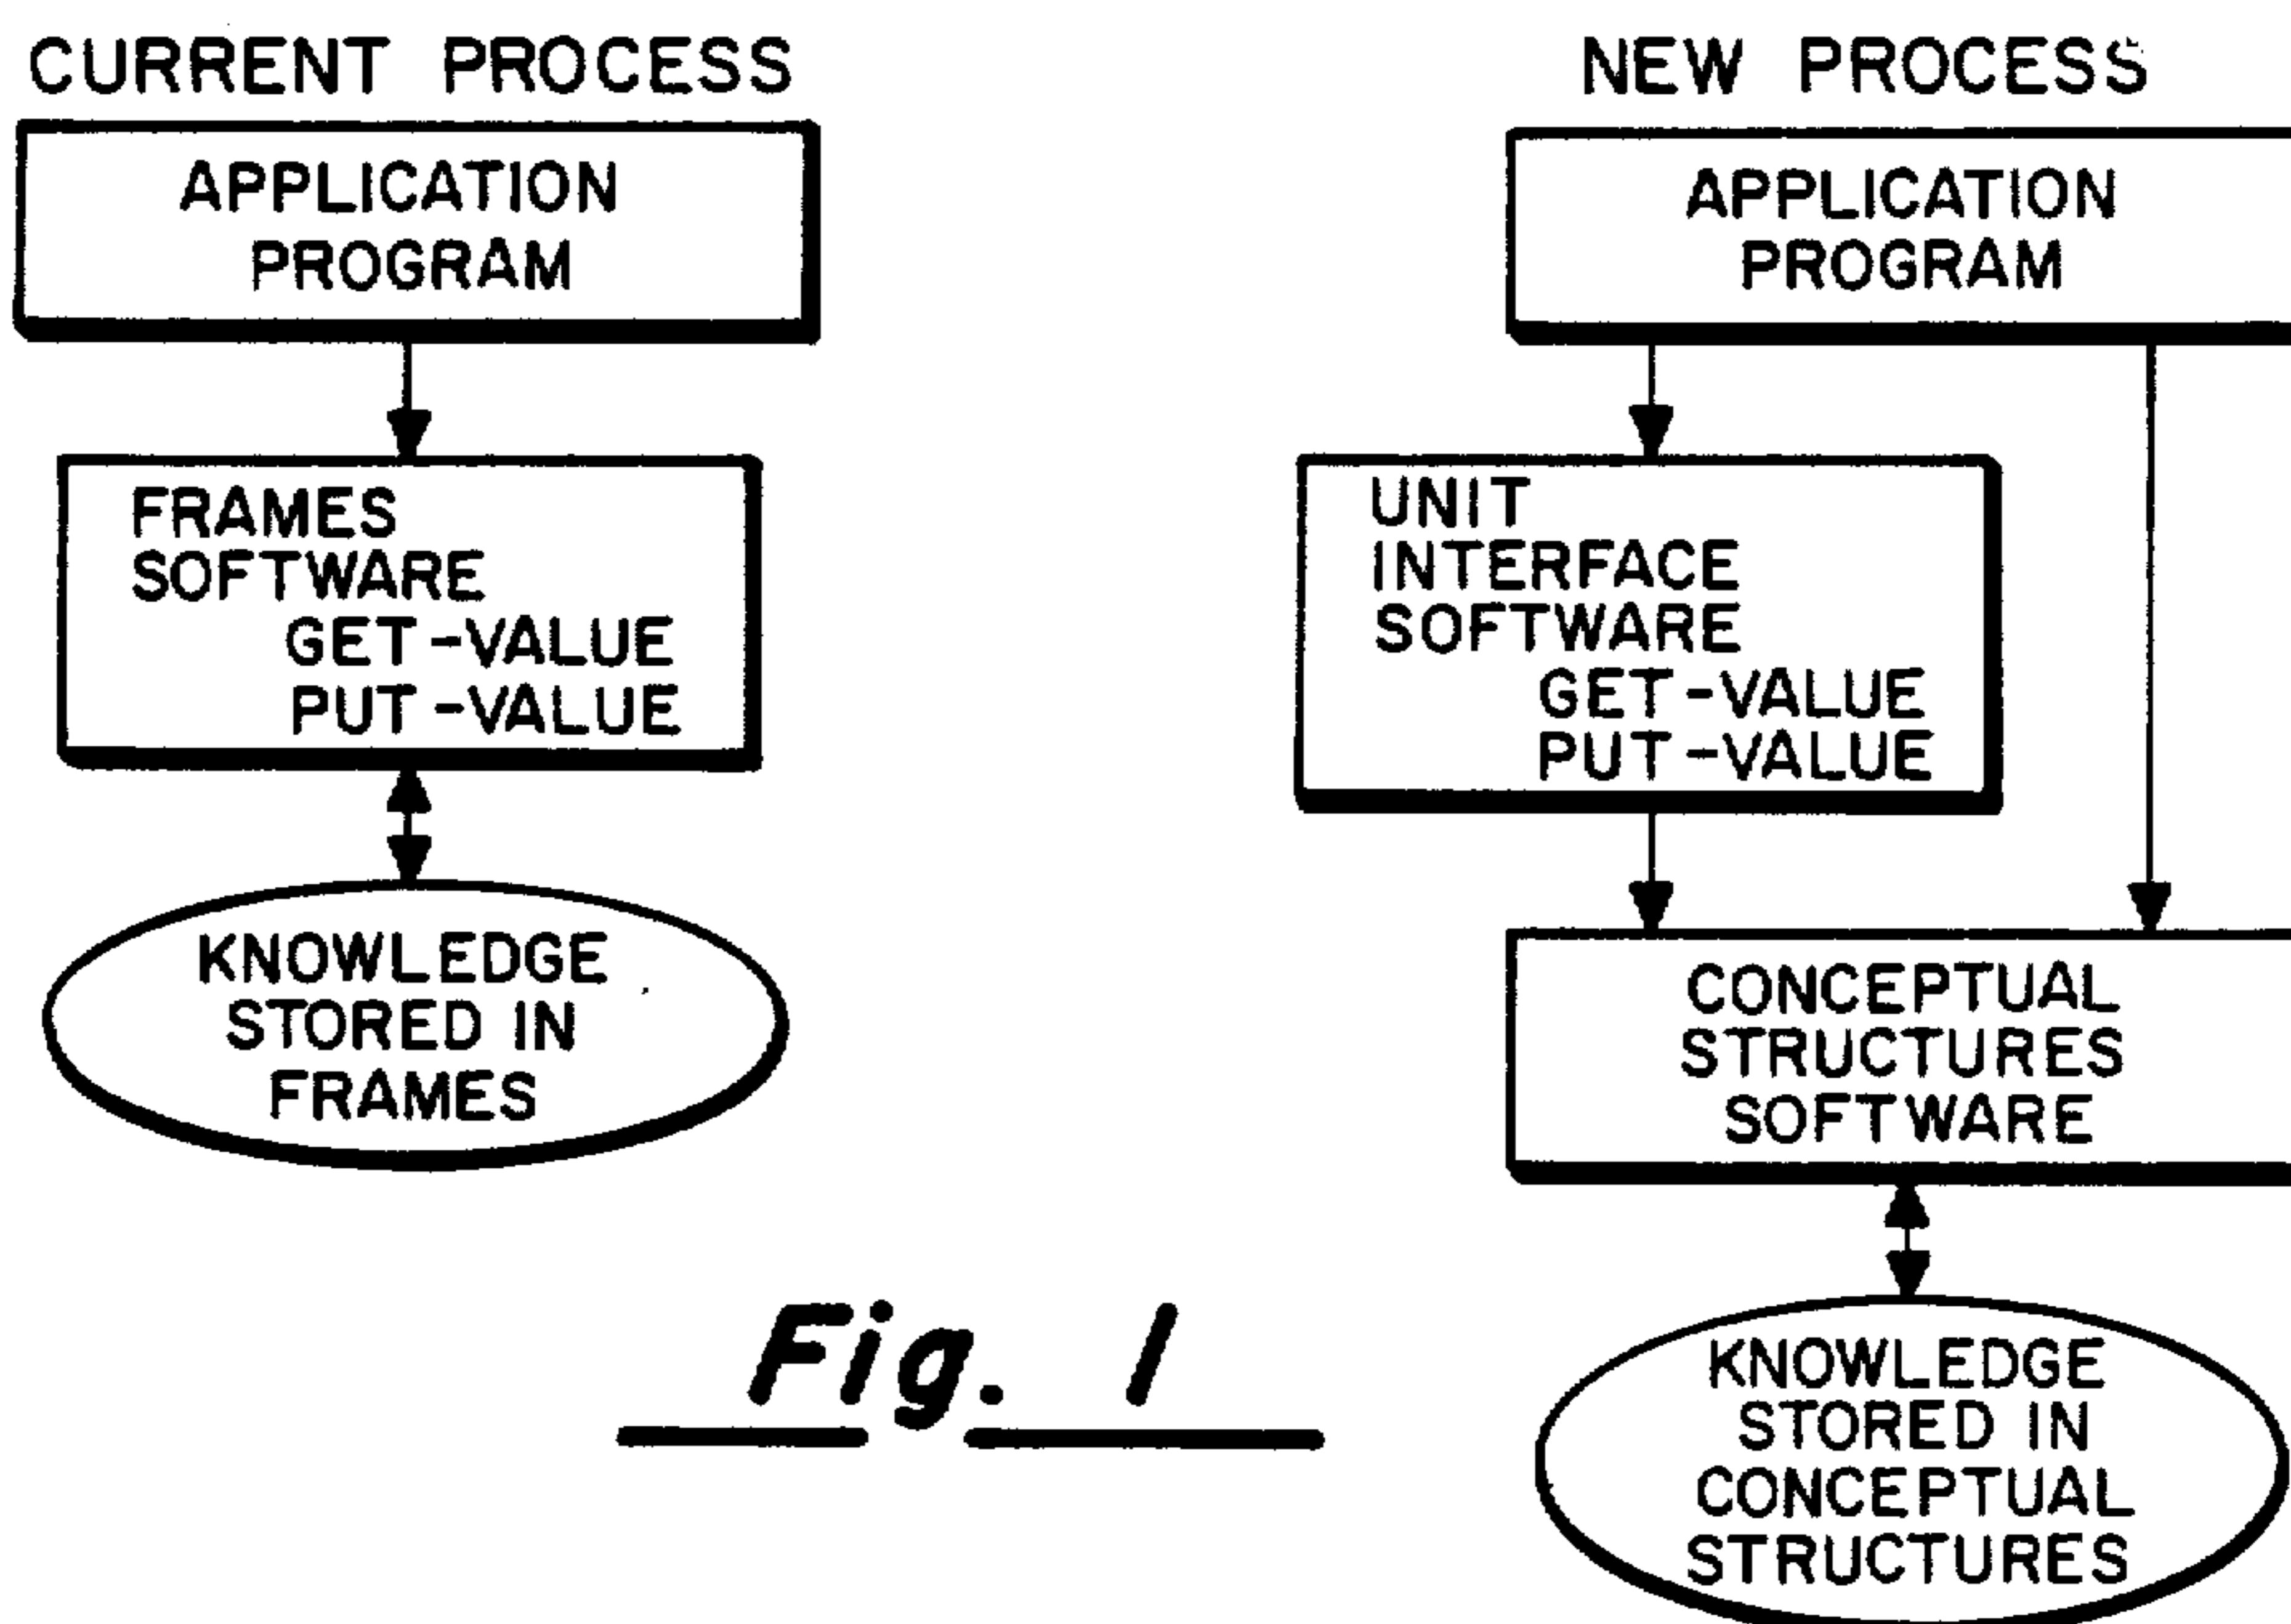 CURRENT PROCESS
APPLICATION
PROGRAM
FRAMES
SOFTWARE
GET-VALUE
PUT-VALUE
KNOWLEDGE
STORED IN
FRAMES
NEW PROCESS
APPLICATION
PROGRAM
UNIT
INTERFACE
SOFTWARE
GET-VALUE
PUT-VALUE
CONCEPTUAL
STRUCTURES
SOFTWARE
KNOWLEDGE
STORED IN
CONCEPTUAL
STRUCTURES
Fig. 1